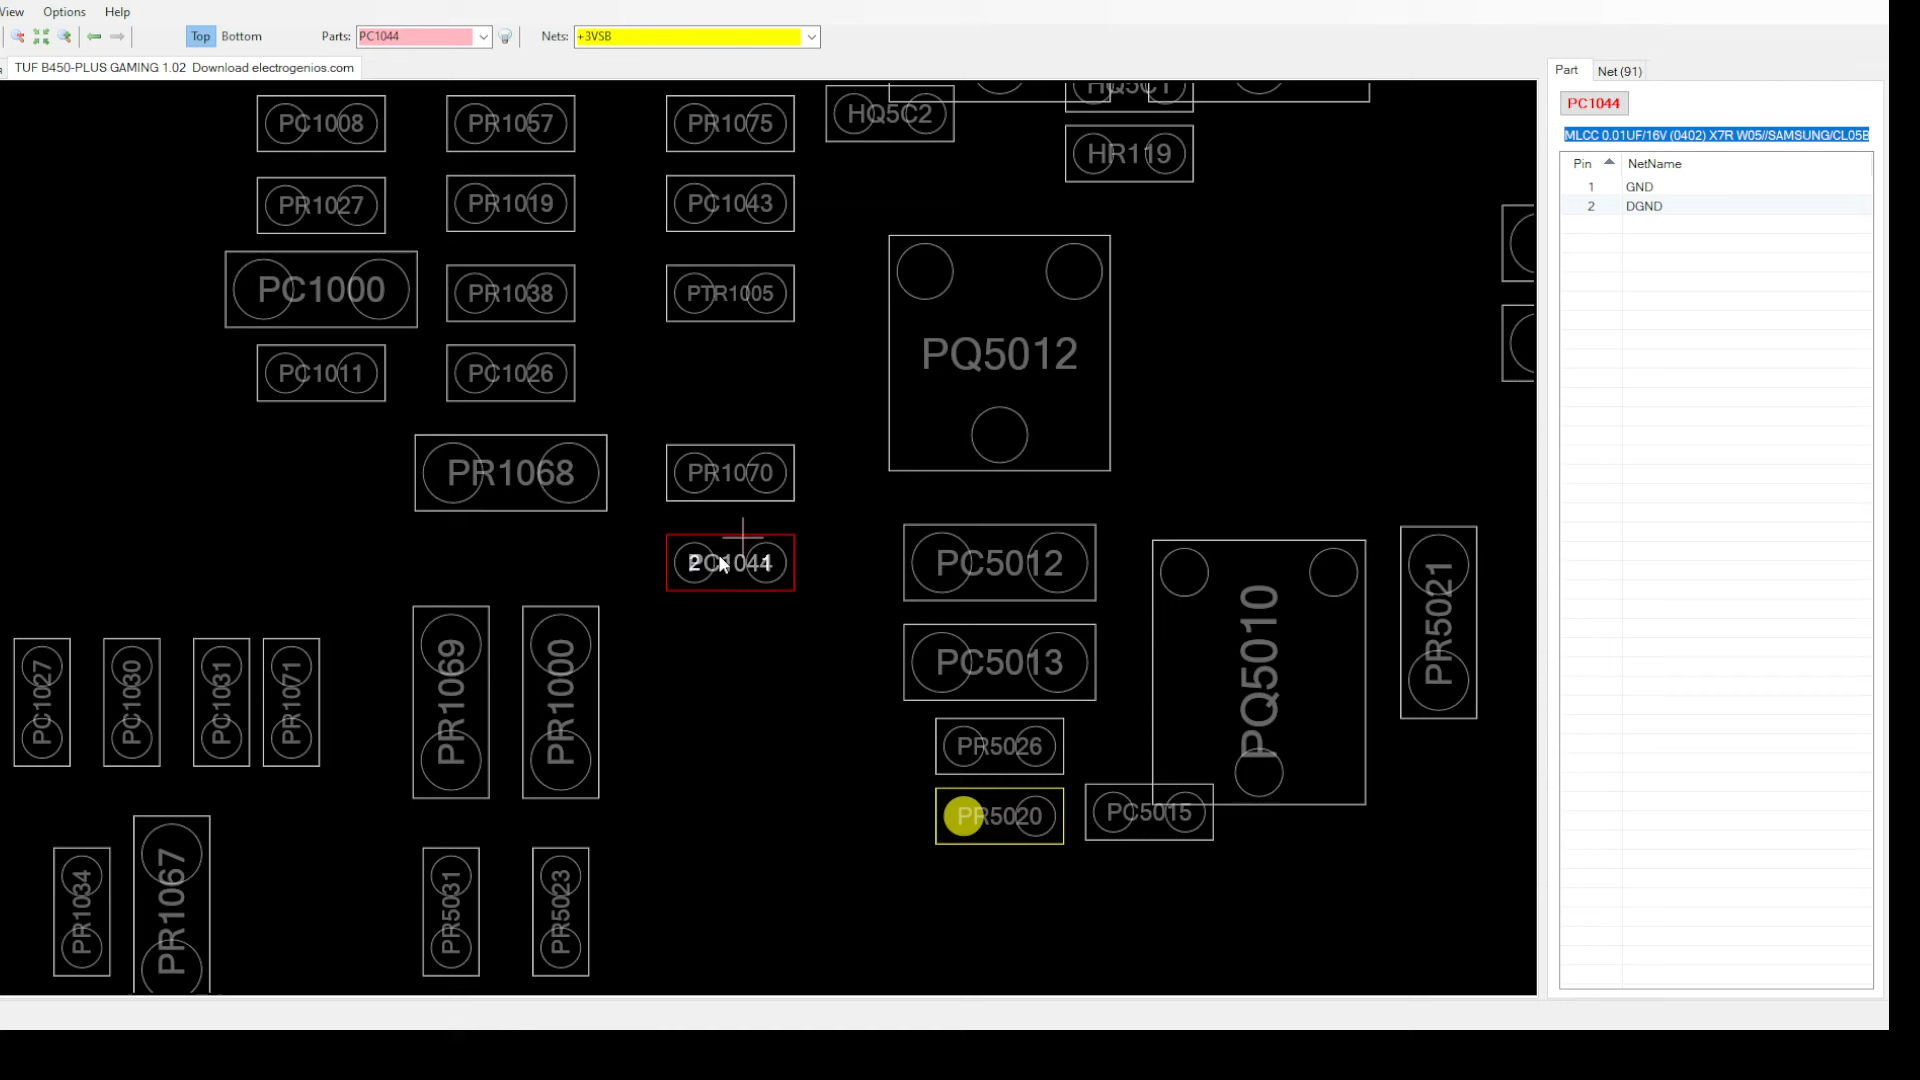 View Options Help
Top Bottom Parts: PC1044 Nets: +3VSB
TUF B450-PLUS GAMING 1.02 Download electrogenios.com
Part Net (91)
PC1044
MLCC 0.01UF/16V (0402) X7R W05//SAMSUNG/CL05B
Pin NetName
1 GND
2 DGND
PC1008 PR1057 PR1075 HQ5C2 HQ5C1
HR119
PR1027 PR1019 PC1043
PC1000 PR1038 PTR1005
PQ5012
PC1011 PC1026
PR1068 PR1070
2 PC1044 1
PC5012
PR5021
PQ5010
PC5013
PC1027 PC1030 PC1031 PR1071 PR1069 PR1000
PR5026
PR5020 PC5015
PR1034 PR1067 PR5031 PR5023